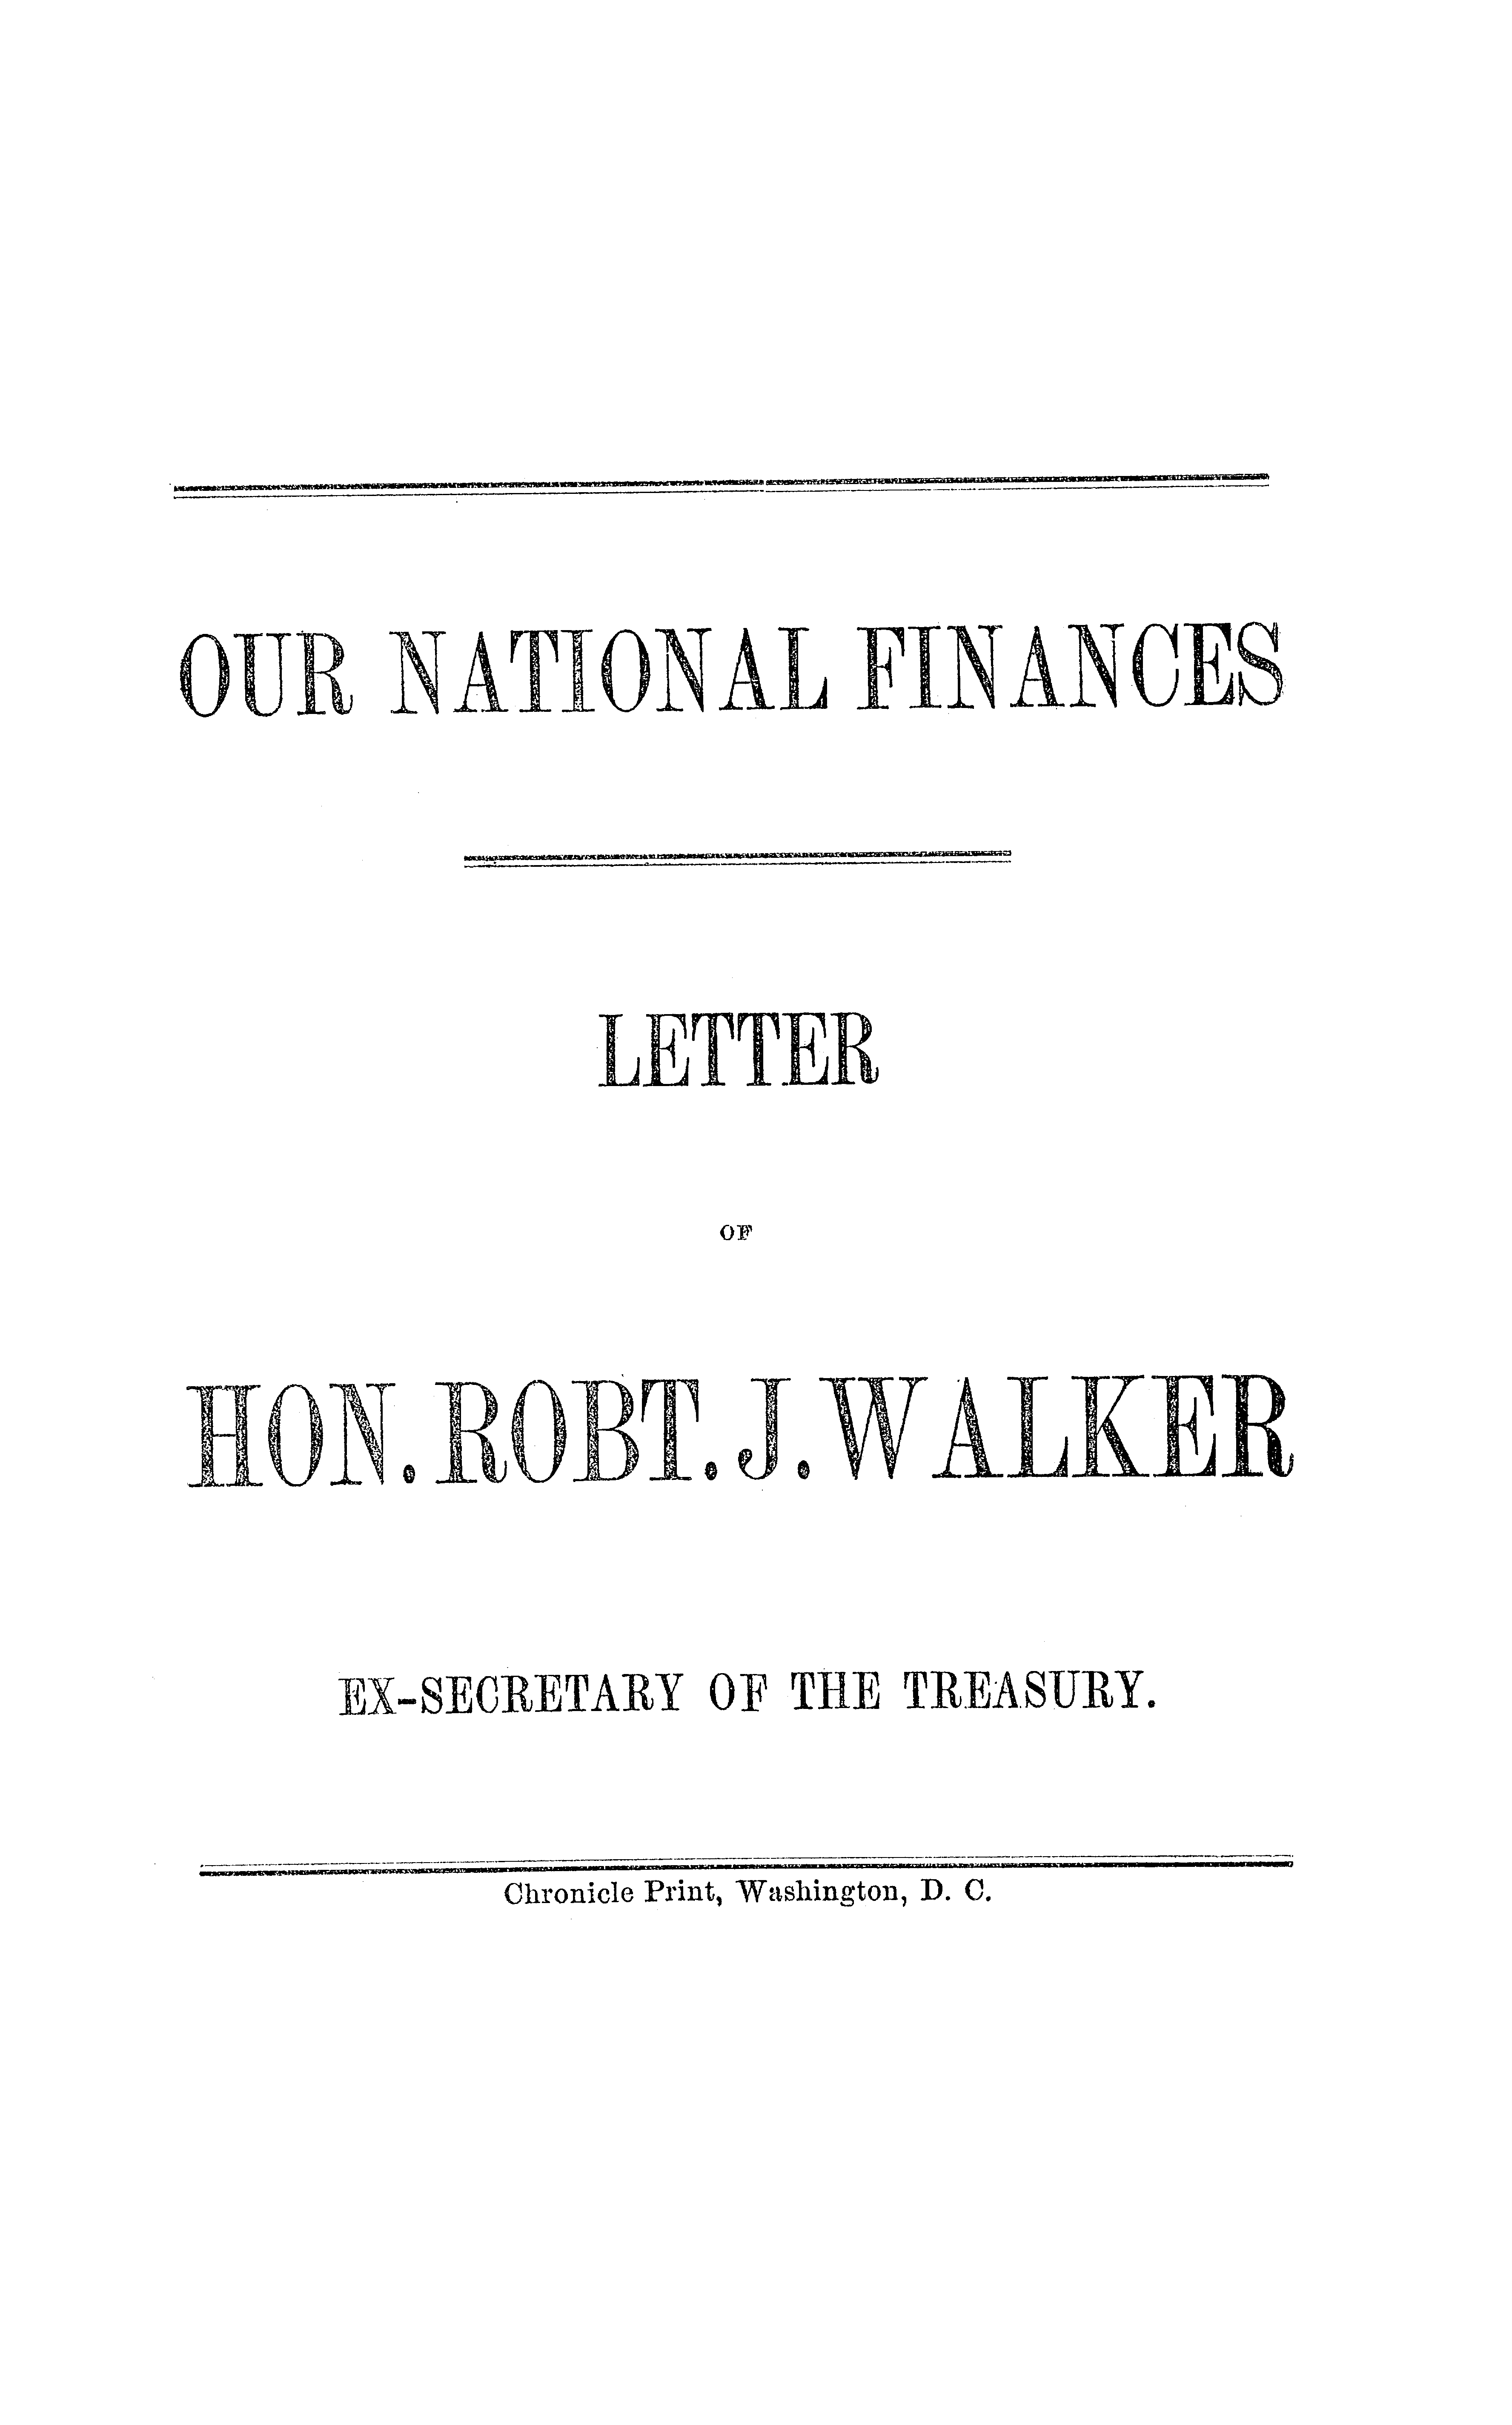 OUR NATIONAL FINANCES
LETTER
OF
HON. ROBT. J. WALKER
EX-SECRETARY OF THE TREASURY.
Chronicle Print, Washington, D. C.